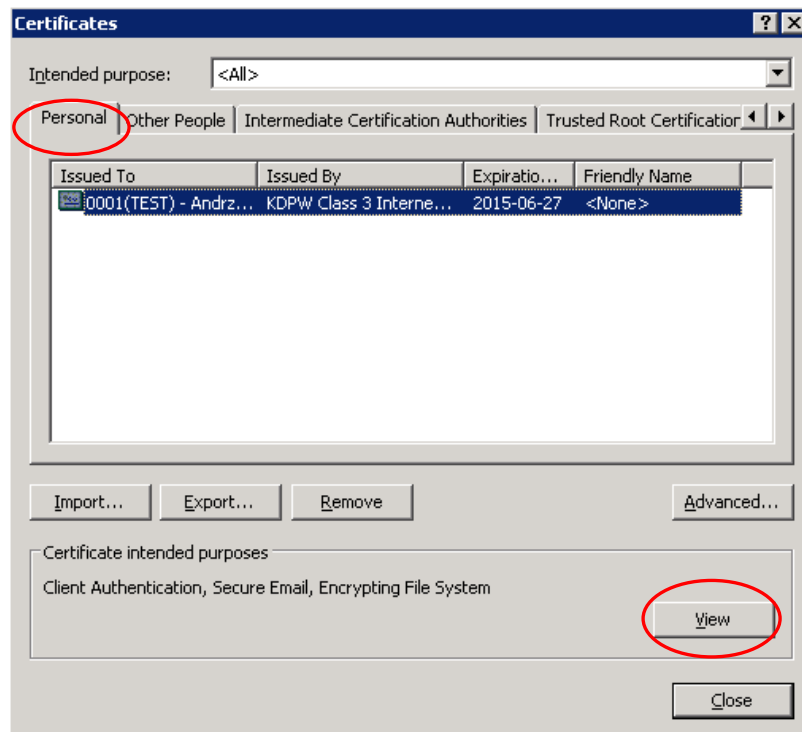 Certificates
Intended purpose: <All>
Personal Other People Intermediate Certification Authorities Trusted Root Certification
Issued To Issued By Expiratio... Friendly Name
0001(TEST) - Andrz... KDPW Class 3 Interne... 2015-06-27 <None>
Import... Export... Remove Advanced...
Certificate intended purposes
Client Authentication, Secure Email, Encrypting File System
View
Close